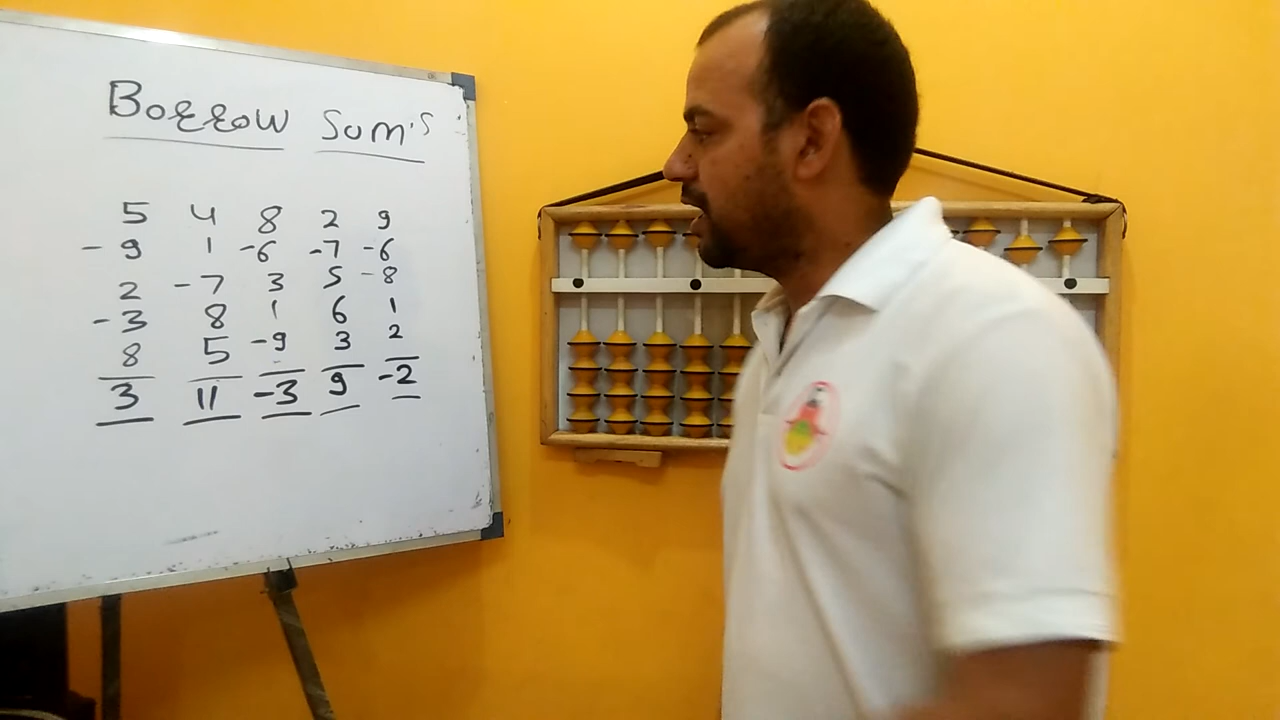 Borrow Sum's
5 4 8 2 9
-9 1 -6 -7 -6
2 -7 3 5 -8
-3 8 1 6 1
8 5 -9 3 2
3 11 -3 9 -2